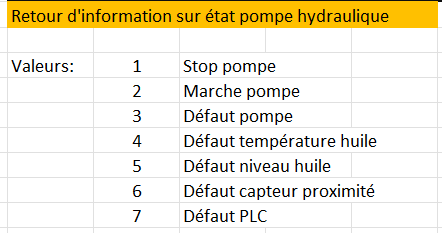 Retour d'information sur état pompe hydraulique
Valeurs: 1 Stop pompe
2 Marche pompe
3 Défaut pompe
4 Défaut température huile
5 Défaut niveau huile
6 Défaut capteur proximité
7 Défaut PLC